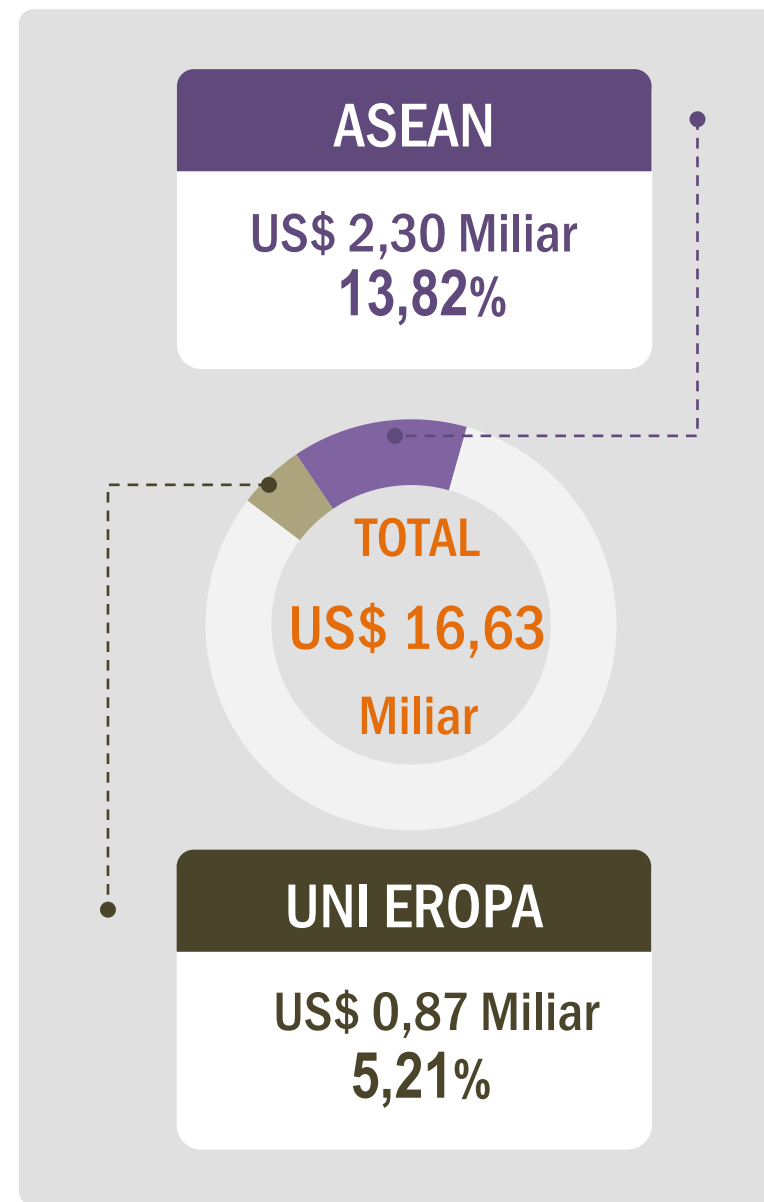 ASEAN
US$ 2,30 Miliar
13,82%
TOTAL
US$ 16,63
Miliar
UNI EROPA
US$ 0,87 Miliar
5,21%